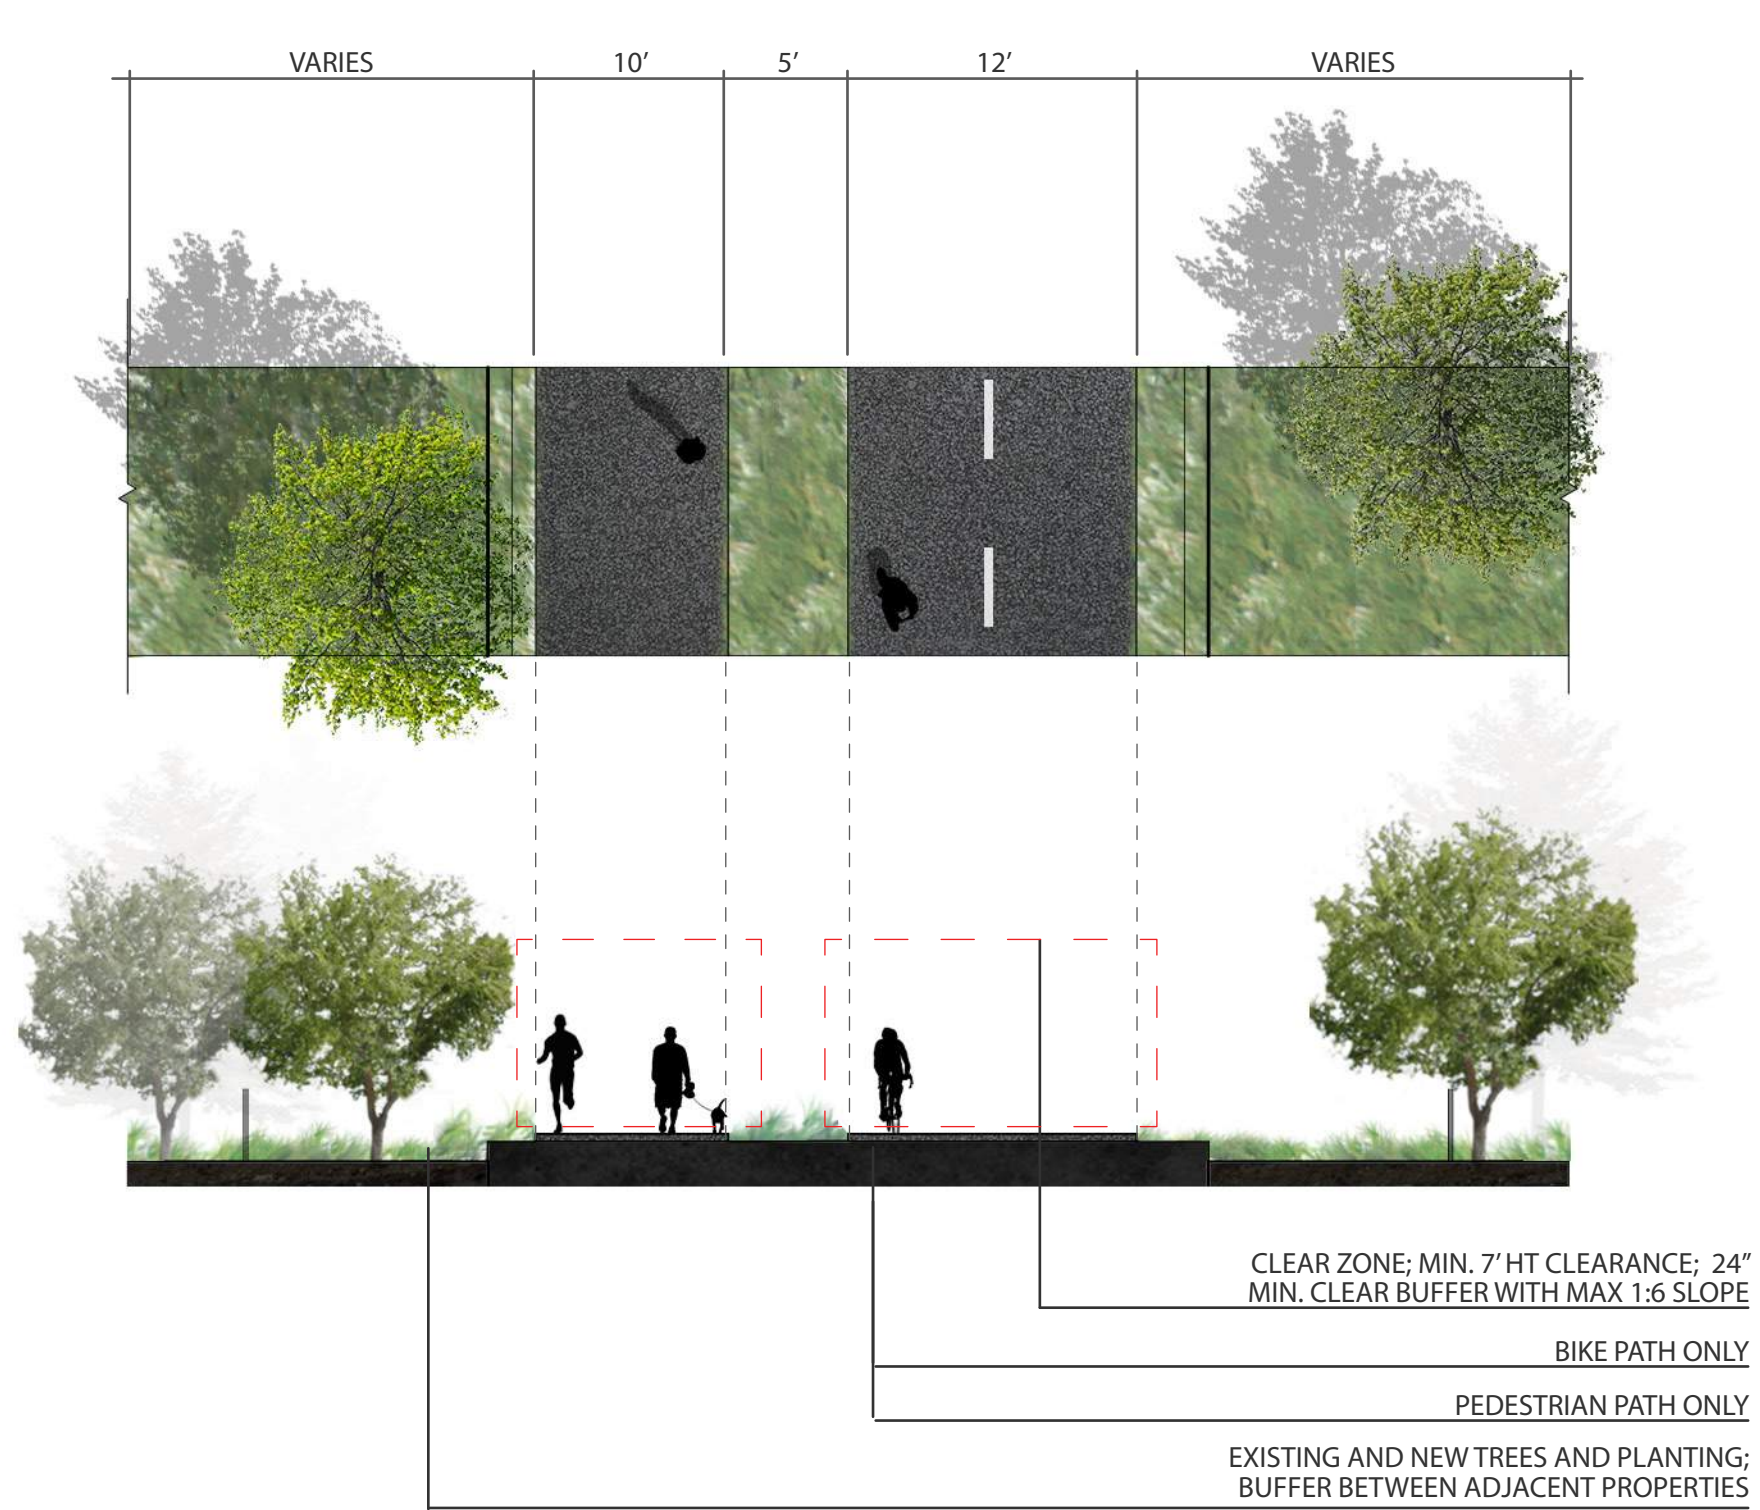 VARIES
10’
5’
12’
VARIES
CLEAR ZONE; MIN. 7’ HT CLEARANCE; 24”
MIN. CLEAR BUFFER WITH MAX 1:6 SLOPE
BIKE PATH ONLY
PEDESTRIAN PATH ONLY
EXISTING AND NEW TREES AND PLANTING;
BUFFER BETWEEN ADJACENT PROPERTIES